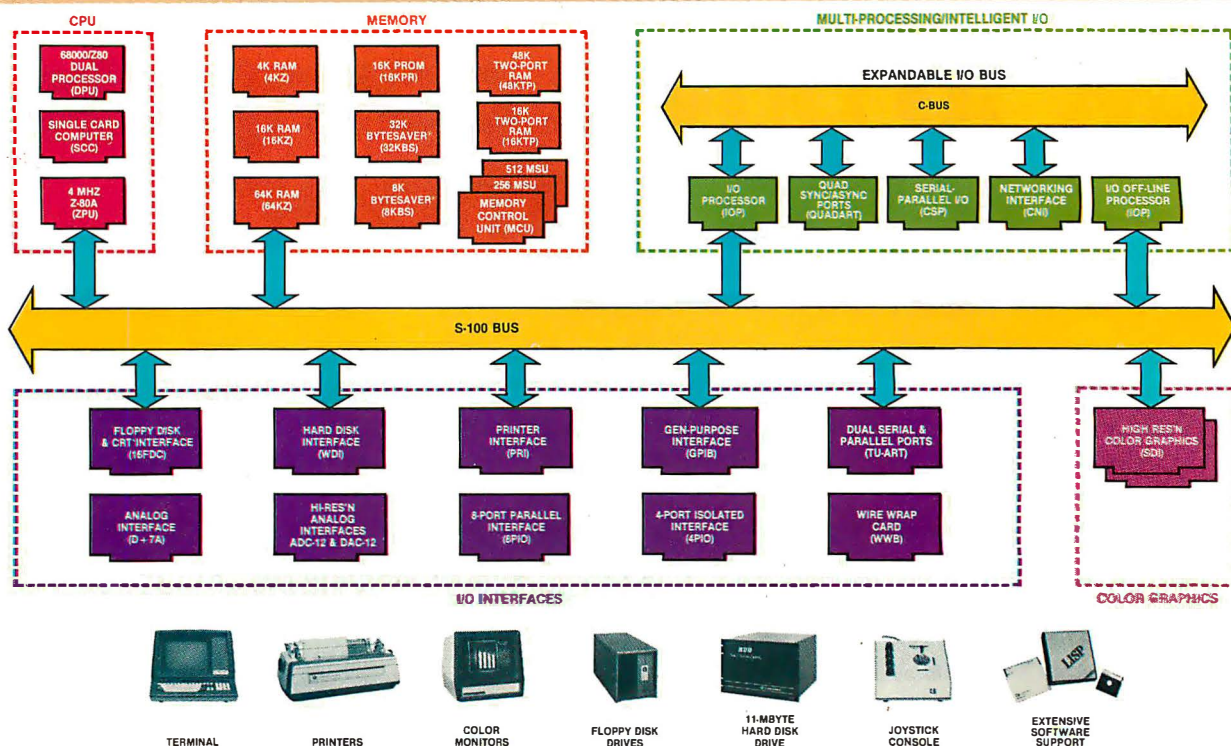 CPU
MEMORY
MULTI-PROCESSING/INTELLIGENT I/O
68000/Z80
DUAL
PROCESSOR
(DPU)
SINGLE CARD
COMPUTER
(SCC)
4 MHZ
Z-80A
(ZPU)
4K RAM
(4KZ)
16K PROM
(16KPR)
48K
TWO-PORT
RAM
(48KTP)
16K RAM
(16KZ)
32K
BYTESAVER*
(32KBS)
16K
TWO-PORT
RAM
(16KTP)
64K RAM
(64KZ)
8K
BYTESAVER*
(8KBS)
512 MSU
256 MSU
MEMORY
CONTROL
UNIT (MCU)
EXPANDABLE I/O BUS
C-BUS
I/O
PROCESSOR
(IOP)
QUAD
SYNC/ASYNC
PORTS
(QUADART)
SERIAL-
PARALLEL I/O
(CSP)
NETWORKING
INTERFACE
(CNI)
I/O OFF-LINE
PROCESSOR
(IOP)
S-100 BUS
FLOPPY DISK
& CRT INTERFACE
(16FDC)
HARD DISK
INTERFACE
(WDI)
PRINTER
INTERFACE
(PRI)
GEN-PURPOSE
INTERFACE
(GPIB)
DUAL SERIAL &
PARALLEL PORTS
(TU-ART)
HIGH RES'N
COLOR GRAPHICS
(SDI)
ANALOG
INTERFACE
(D + 7A)
HI-RES'N
ANALOG
INTERFACES
ADC-12 & DAC-12
8-PORT PARALLEL
INTERFACE
(8PIO)
4-PORT ISOLATED
INTERFACE
(4PIO)
WIRE WRAP
CARD
(WWB)
I/O INTERFACES
COLOR GRAPHICS
LISP
TERMINAL
PRINTERS
COLOR
MONITORS
FLOPPY DISK
DRIVES
11-MBYTE
HARD DISK
DRIVE
JOYSTICK
CONSOLE
EXTENSIVE
SOFTWARE
SUPPORT